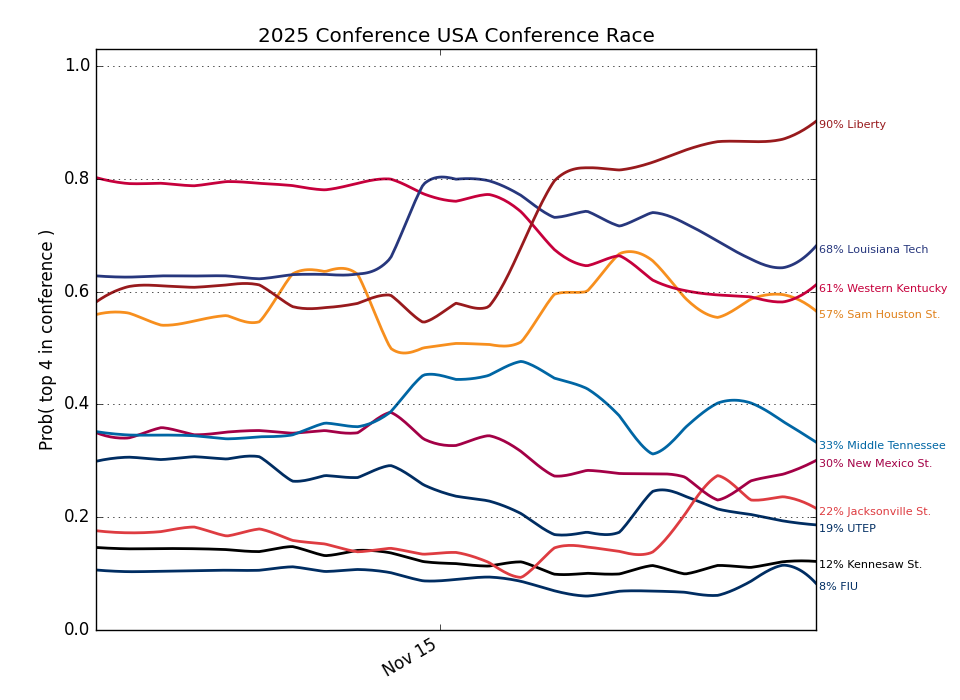 2025 Conference USA Conference Race
1.0
0.8
0.6
0.4
0.2
0.0
Prob( top 4 in conference )
Nov 15
90% Liberty
68% Louisiana Tech
61% Western Kentucky
57% Sam Houston St.
33% Middle Tennessee
30% New Mexico St.
22% Jacksonville St.
19% UTEP
12% Kennesaw St.
8% FIU